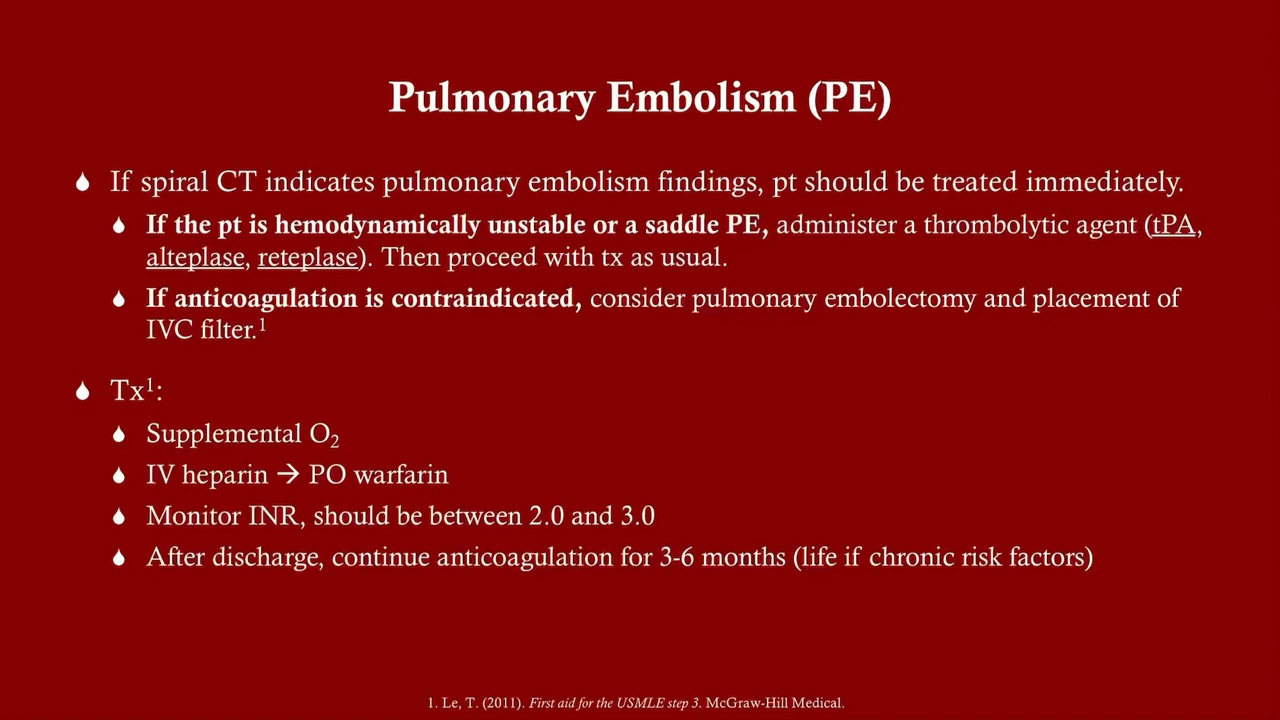 Pulmonary Embolism (PE)
If spiral CT indicates pulmonary embolism findings, pt should be treated immediately.
If the pt is hemodynamically unstable or a saddle PE, administer a thrombolytic agent (tPA,
alteplase, reteplase). Then proceed with tx as usual.
If anticoagulation is contraindicated, consider pulmonary embolectomy and placement of
IVC filter.¹
Tx¹:
Supplemental O₂
IV heparin → PO warfarin
Monitor INR, should be between 2.0 and 3.0
After discharge, continue anticoagulation for 3-6 months (life if chronic risk factors)
1. Le, T. (2011). First aid for the USMLE step 3. McGraw-Hill Medical.